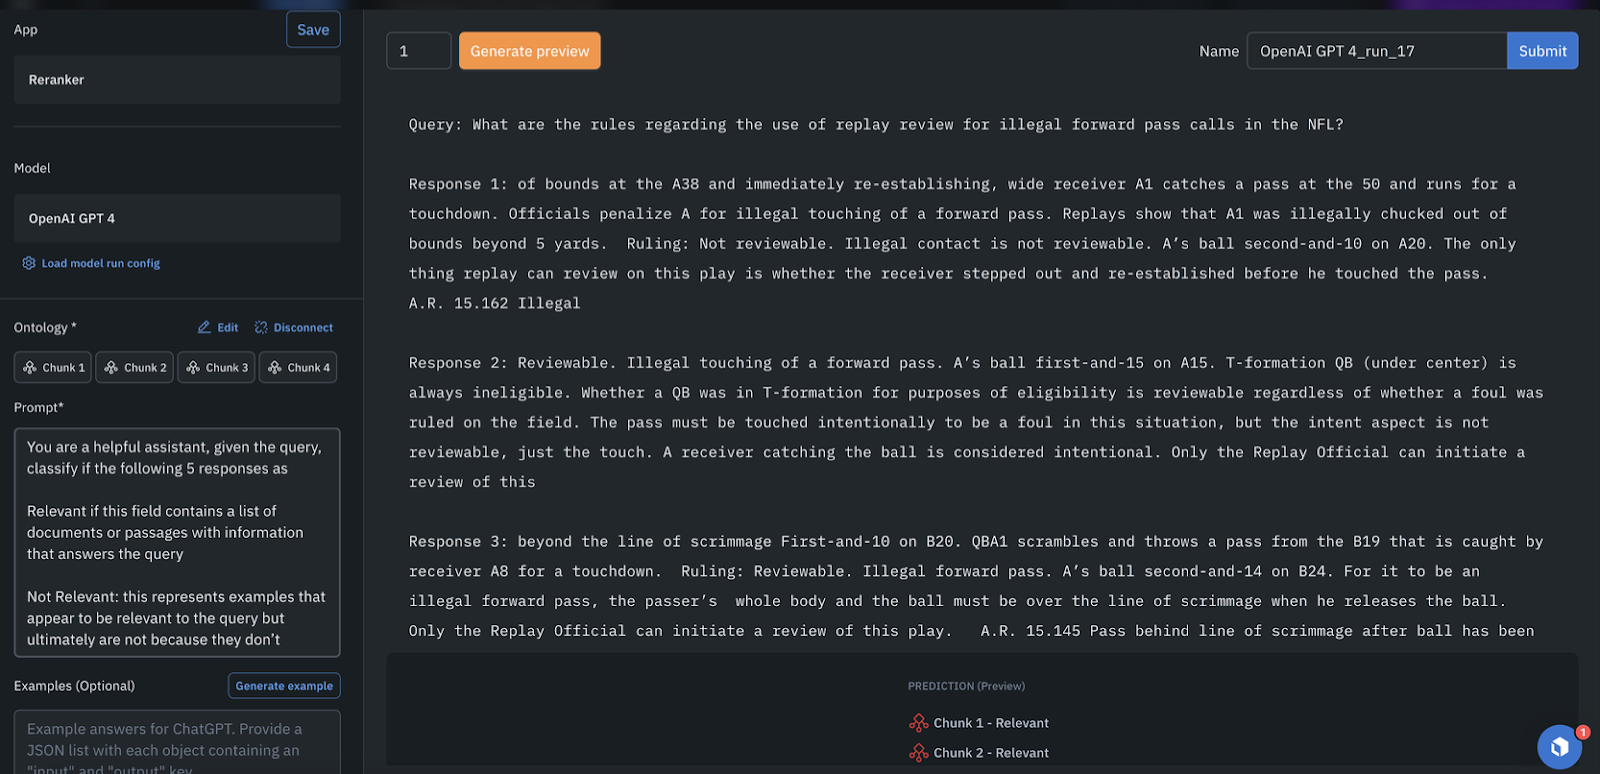 App
Save
Reranker
Model
OpenAI GPT 4
Load model run config
Ontology *
Edit
Disconnect
Chunk 1
Chunk 2
Chunk 3
Chunk 4
Prompt*
You are a helpful assistant, given the query,
classify if the following 5 responses as
Relevant if this field contains a list of
documents or passages with information
that answers the query
Not Relevant: this represents examples that
appear to be relevant to the query but
ultimately are not because they don’t
Examples (Optional)
Generate example
Example answers for ChatGPT. Provide a
JSON list with each object containing an
"input" and "output" key
1
Generate preview
Name
OpenAI GPT 4_run_17
Submit
Query: What are the rules regarding the use of replay review for illegal forward pass calls in the NFL?
Response 1: of bounds at the A38 and immediately re-establishing, wide receiver A1 catches a pass at the 50 and runs for a
touchdown. Officials penalize A for illegal touching of a forward pass. Replays show that A1 was illegally chucked out of
bounds beyond 5 yards. Ruling: Not reviewable. Illegal contact is not reviewable. A’s ball second-and-10 on A20. The only
thing replay can review on this play is whether the receiver stepped out and re-established before he touched the pass.
A.R. 15.162 Illegal
Response 2: Reviewable. Illegal touching of a forward pass. A’s ball first-and-15 on A15. T-formation QB (under center) is
always ineligible. Whether a QB was in T-formation for purposes of eligibility is reviewable regardless of whether a foul was
ruled on the field. The pass must be touched intentionally to be a foul in this situation, but the intent aspect is not
reviewable, just the touch. A receiver catching the ball is considered intentional. Only the Replay Official can initiate a
review of this
Response 3: beyond the line of scrimmage First-and-10 on B20. QBA1 scrambles and throws a pass from the B19 that is caught by
receiver A8 for a touchdown. Ruling: Reviewable. Illegal forward pass. A’s ball second-and-14 on B24. For it to be an
illegal forward pass, the passer’s whole body and the ball must be over the line of scrimmage when he releases the ball.
Only the Replay Official can initiate a review of this play. A.R. 15.145 Pass behind line of scrimmage after ball has been
PREDICTION (Preview)
Chunk 1 - Relevant
Chunk 2 - Relevant
1